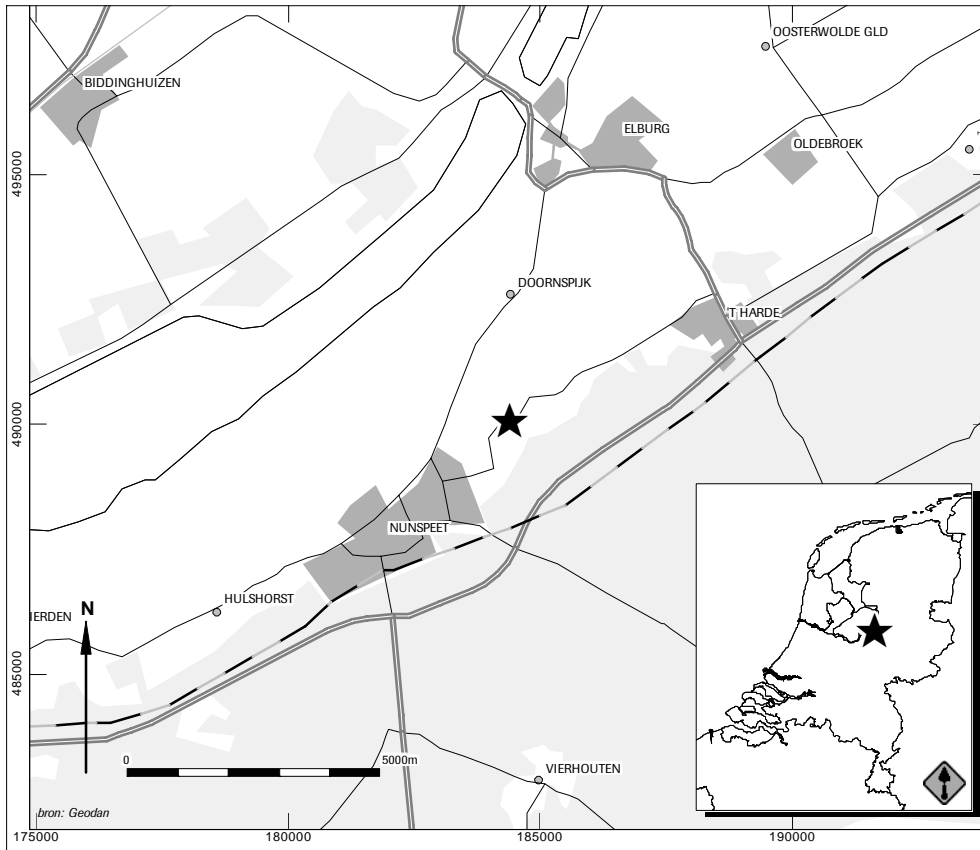 OOSTERWOLDE GLD
BIDDINGHUIZEN
ELBURG
OLDEBROEK
495000
DOORNSPIJK
'T HARDE
490000
NUNSPEET
HULSHORST
IERDEN
N
485000
0
5000m
VIERHOUTEN
bron: Geodan
175000
180000
185000
190000